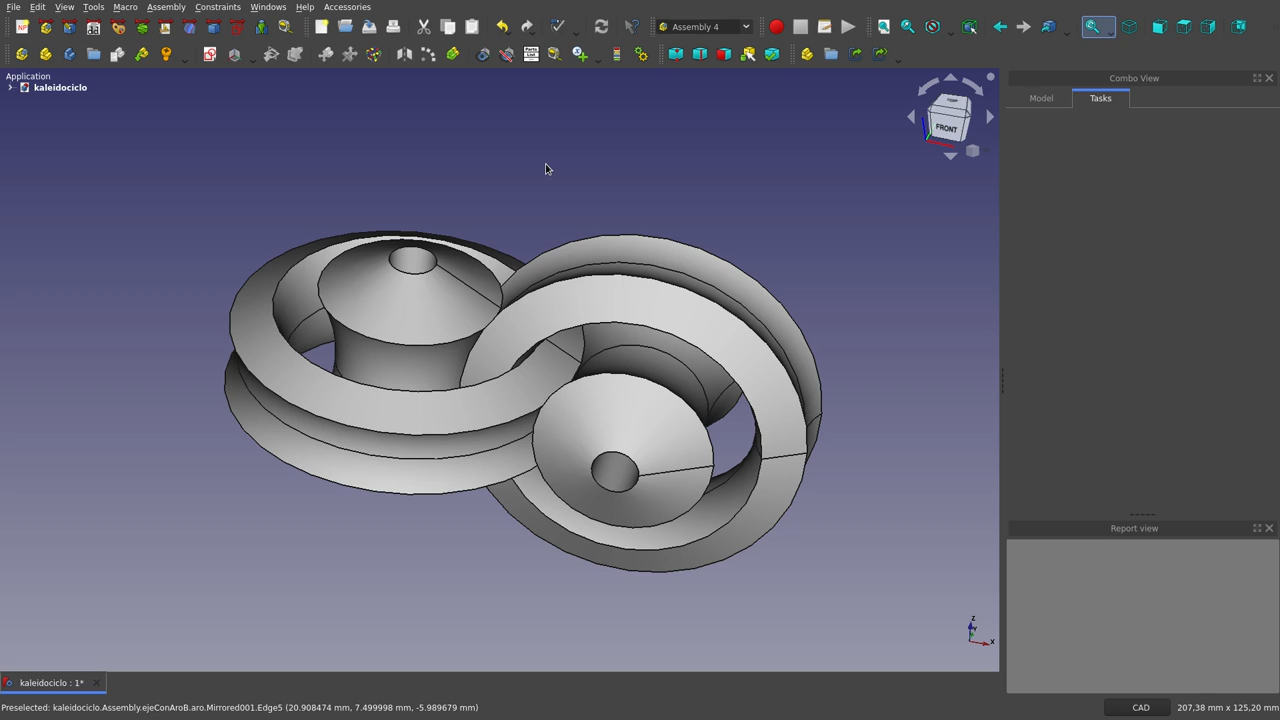 File Edit View Tools Macro Assembly Constraints Windows Help Accessories
Assembly 4
Application
kaleidociclo
FRONT
Combo View
Model Tasks
Report view
Z
X
kaleidociclo : 1*
Preselected: kaleidociclo.Assembly.ejeConAroB.aro.Mirrored001.Edge5 (20.908474 mm, 7.499998 mm, -5.989679 mm)
CAD 207,38 mm x 125,20 mm